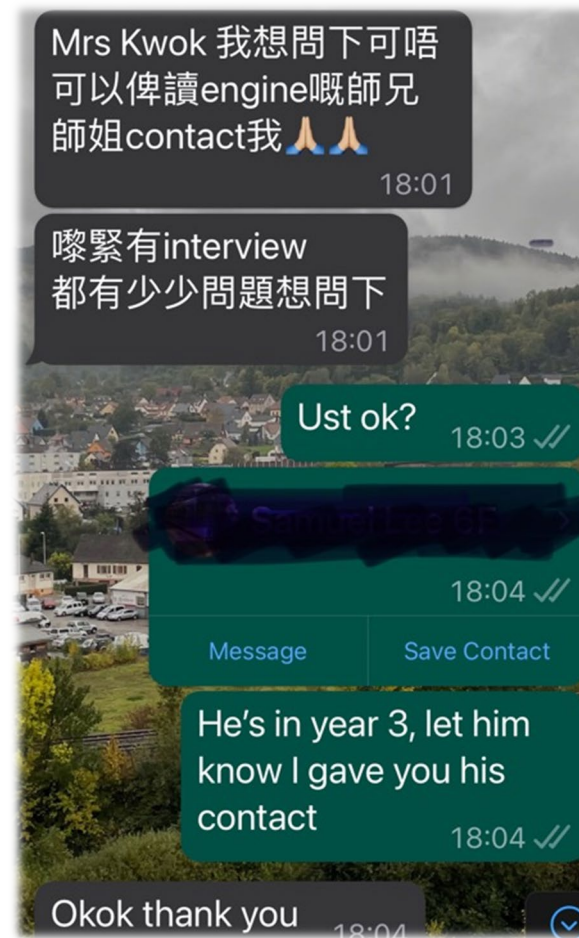 Mrs Kwok 我想問下可唔
可以俾讀engine嘅師兄
師姐contact我🙏🙏
18:01
嚟緊有interview
都有少少問題想問下
18:01
Ust ok?
18:03
18:04
Message
Save Contact
He’s in year 3, let him
know I gave you his
contact
18:04
Okok thank you
18:04